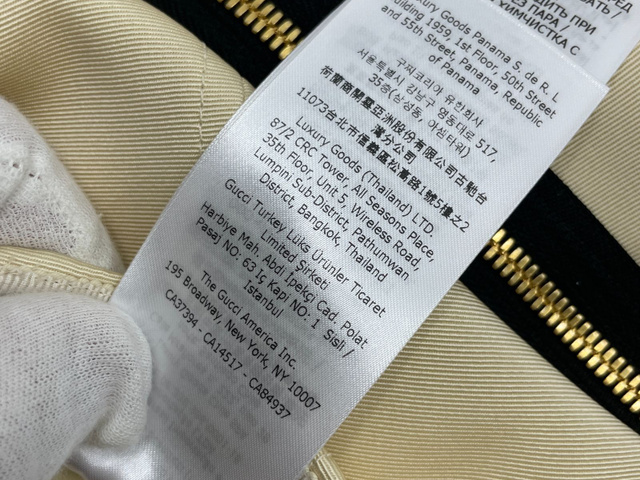 ХИМЧИСТКА С
Luxury Goods Panama S. de R. L
Building 1959, 1st Floor, 50th Street
and 55th Street, Panama, Republic
of Panama
구찌코리아 유한회사
서울특별시 강남구 영동대로 517,
35층(삼성동, 아셈타워)
荷蘭商開雲亞洲股份有限公司古馳台
灣分公司
11073台北市信義區松高路1號5樓之2
Luxury Goods (Thailand) LTD.
87/2 CRC Tower, All Seasons Place,
35th Floor, Unit 5, Wireless Road,
Lumpini Sub-District, Pathumwan
District, Bangkok, Thailand
Gucci Turkey Lüks Ürünler Ticaret
Limited Şirketi
Harbiye Mah. Abdi İpekçi Cad. Polat
Pasaj NO: 63 İç Kapi NO: 1 Sisli /
Istanbul
The Gucci America Inc.
195 Broadway, New York, NY 10007
CA37394 - CA14517 - CA84937